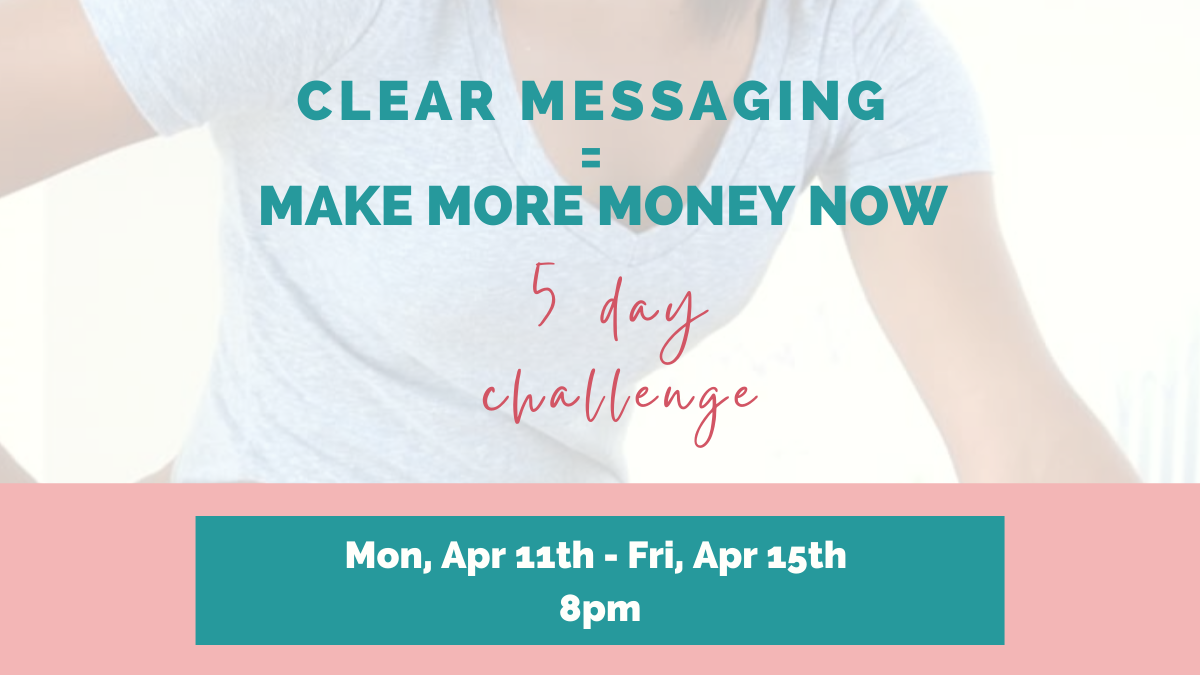 CLEAR MESSAGING
=
MAKE MORE MONEY NOW
5 day
challenge
Mon, Apr 11th - Fri, Apr 15th
8pm